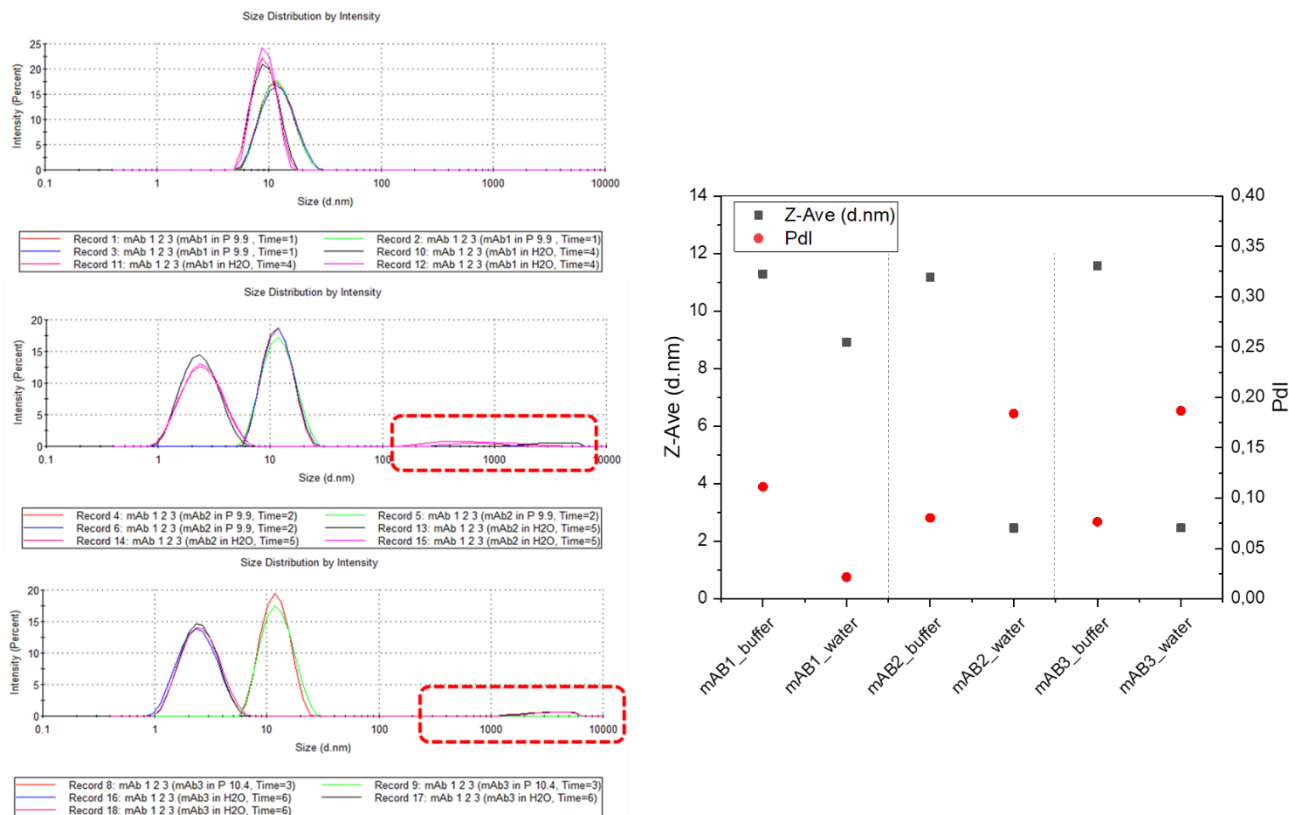 Size Distribution by Intensity
Intensity (Percent)
25
20
15
10
5
0
0.1 1 10 100 1000 10000
Size (d.nm)
Record 1: mAb 1 2 3 (mAb1 in P 9.9 , Time=1) Record 2: mAb 1 2 3 (mAb1 in P 9.9 , Time=1)
Record 3: mAb 1 2 3 (mAb1 in P 9.9 , Time=1) Record 10: mAb 1 2 3 (mAb1 in H2O, Time=4)
Record 11: mAb 1 2 3 (mAb1 in H2O, Time=4) Record 12: mAb 1 2 3 (mAb1 in H2O, Time=4)
Size Distribution by Intensity
Intensity (Percent)
20
15
10
5
0
0.1 1 10 100 1000 10000
Size (d.nm)
Record 4: mAb 1 2 3 (mAb2 in P 9.9, Time=2) Record 5: mAb 1 2 3 (mAb2 in P 9.9, Time=2)
Record 6: mAb 1 2 3 (mAb2 in P 9.9, Time=2) Record 13: mAb 1 2 3 (mAb2 in H2O, Time=5)
Record 14: mAb 1 2 3 (mAb2 in H2O, Time=5) Record 15: mAb 1 2 3 (mAb2 in H2O, Time=5)
Size Distribution by Intensity
Intensity (Percent)
20
15
10
5
0
0.1 1 10 100 1000 10000
Size (d.nm)
Record 8: mAb 1 2 3 (mAb3 in P 10.4, Time=3) Record 9: mAb 1 2 3 (mAb3 in P 10.4, Time=3)
Record 16: mAb 1 2 3 (mAb3 in H2O, Time=6) Record 17: mAb 1 2 3 (mAb3 in H2O, Time=6)
Record 18: mAb 1 2 3 (mAb3 in H2O, Time=6)
Z-Ave (d.nm)
PdI
Z-Ave (d.nm)
14
12
10
8
6
4
2
0
0,40
0,35
0,30
0,25
0,20
0,15
0,10
0,05
0,00
PdI
mAB1_buffer
mAB1_water
mAB2_buffer
mAB2_water
mAB3_buffer
mAB3_water